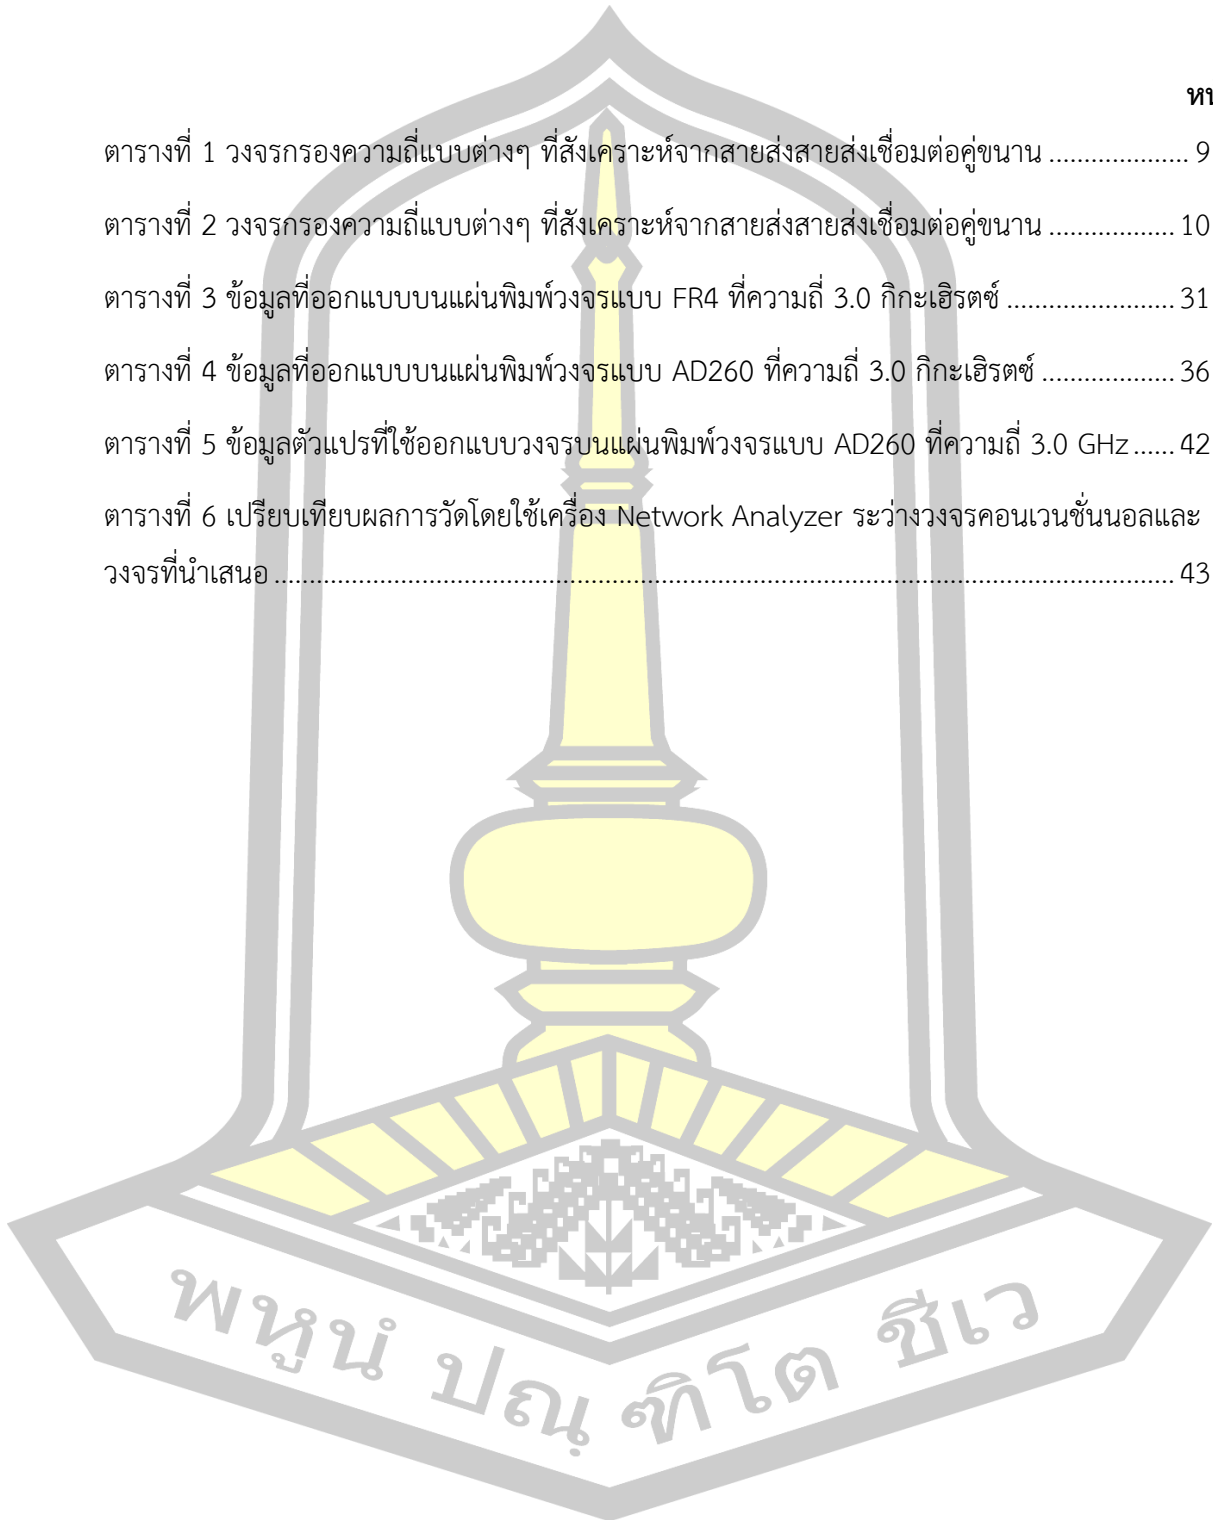 ตารางที่ 1 วงจรกรองความถี่แบบต่างๆ ที่สังเคราะห์จากสายส่งสายส่งเชื่อมต่อคู่ขนาน .................... 9
ตารางที่ 2 วงจรกรองความถี่แบบต่างๆ ที่สังเคราะห์จากสายส่งสายส่งเชื่อมต่อคู่ขนาน .................. 10
ตารางที่ 3 ข้อมูลที่ออกแบบบนแผ่นพิมพ์วงจรแบบ FR4 ที่ความถี่ 3.0 กิกะเฮิรตซ์ ........................ 31
ตารางที่ 4 ข้อมูลที่ออกแบบบนแผ่นพิมพ์วงจรแบบ AD260 ที่ความถี่ 3.0 กิกะเฮิรตซ์ ................... 36
ตารางที่ 5 ข้อมูลตัวแปรที่ใช้ออกแบบวงจรบนแผ่นพิมพ์วงจรแบบ AD260 ที่ความถี่ 3.0 GHz ...... 42
ตารางที่ 6 เปรียบเทียบผลการวัดโดยใช้เครื่อง Network Analyzer ระหว่างวงจรคอนเวนชั่นนอลและ
วงจรที่นำเสนอ ................................................................................................................................ 43
พหูนํ ปณฺ ฑิโต ชีเว